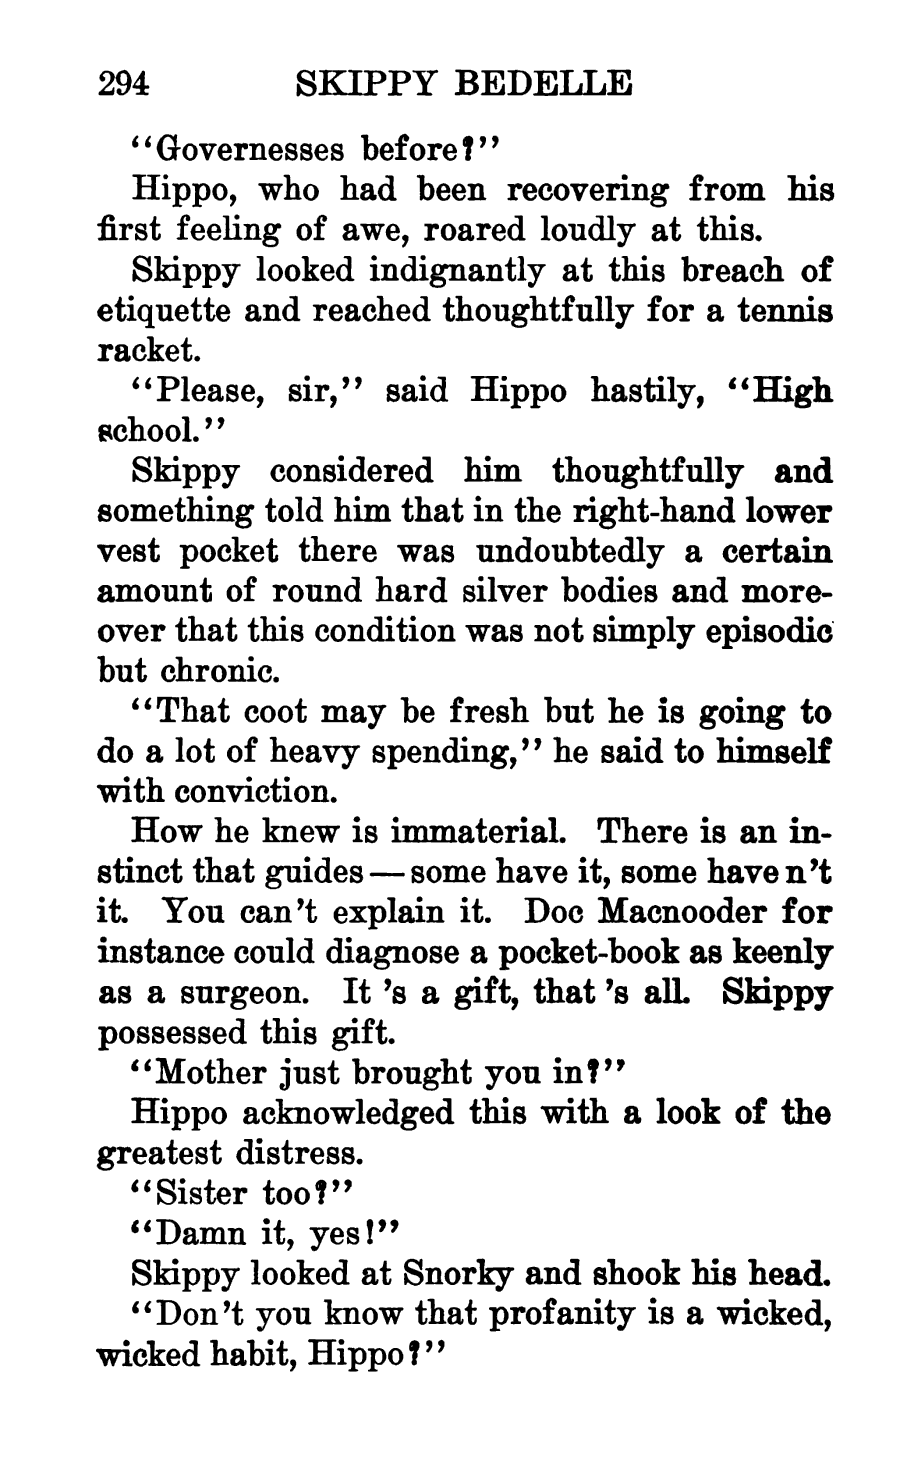 294 SKIPPY BEDELLE
"Governesses before?"
Hippo, who had been recovering from his
first feeling of awe, roared loudly at this.
Skippy looked indignantly at this breach of
etiquette and reached thoughtfully for a tennis
racket.
"Please, sir," said Hippo hastily, "High
school."
Skippy considered him thoughtfully and
something told him that in the right-hand lower
vest pocket there was undoubtedly a certain
amount of round hard silver bodies and more-
over that this condition was not simply episodic
but chronic.
"That coot may be fresh but he is going to
do a lot of heavy spending," he said to himself
with conviction.
How he knew is immaterial. There is an in-
stinct that guides — some have it, some have n't
it. You can't explain it. Doc Macnooder for
instance could diagnose a pocket-book as keenly
as a surgeon. It 's a gift, that 's all. Skippy
possessed this gift.
"Mother just brought you in?"
Hippo acknowledged this with a look of the
greatest distress.
"Sister too?"
"Damn it, yes!"
Skippy looked at Snorky and shook his head.
"Don't you know that profanity is a wicked,
wicked habit, Hippo?"